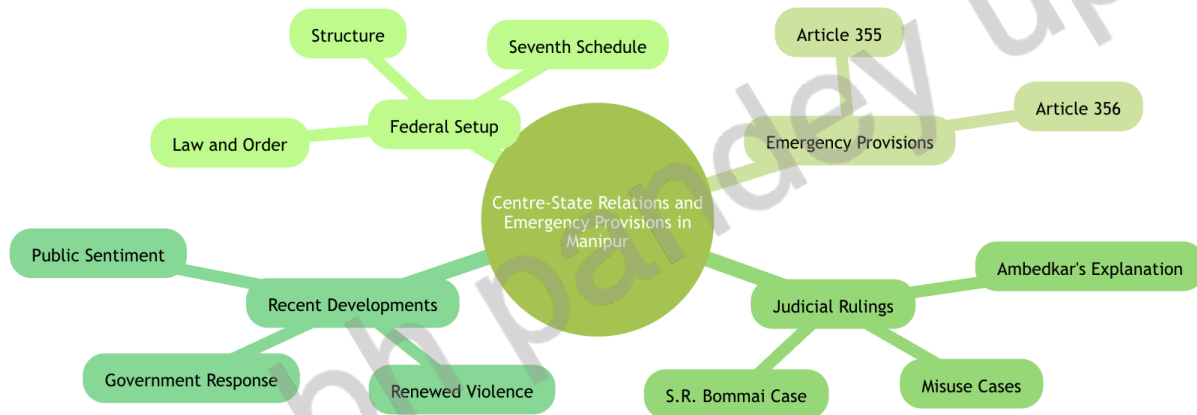 Structure
Seventh Schedule
Federal Setup
Law and Order
Article 355
Article 356
Emergency Provisions
Centre-State Relations and
Emergency Provisions in
Manipur
Public Sentiment
Recent Developments
Government Response
Renewed Violence
Ambedkar's Explanation
Judicial Rulings
S.R. Bommai Case
Misuse Cases
pandey